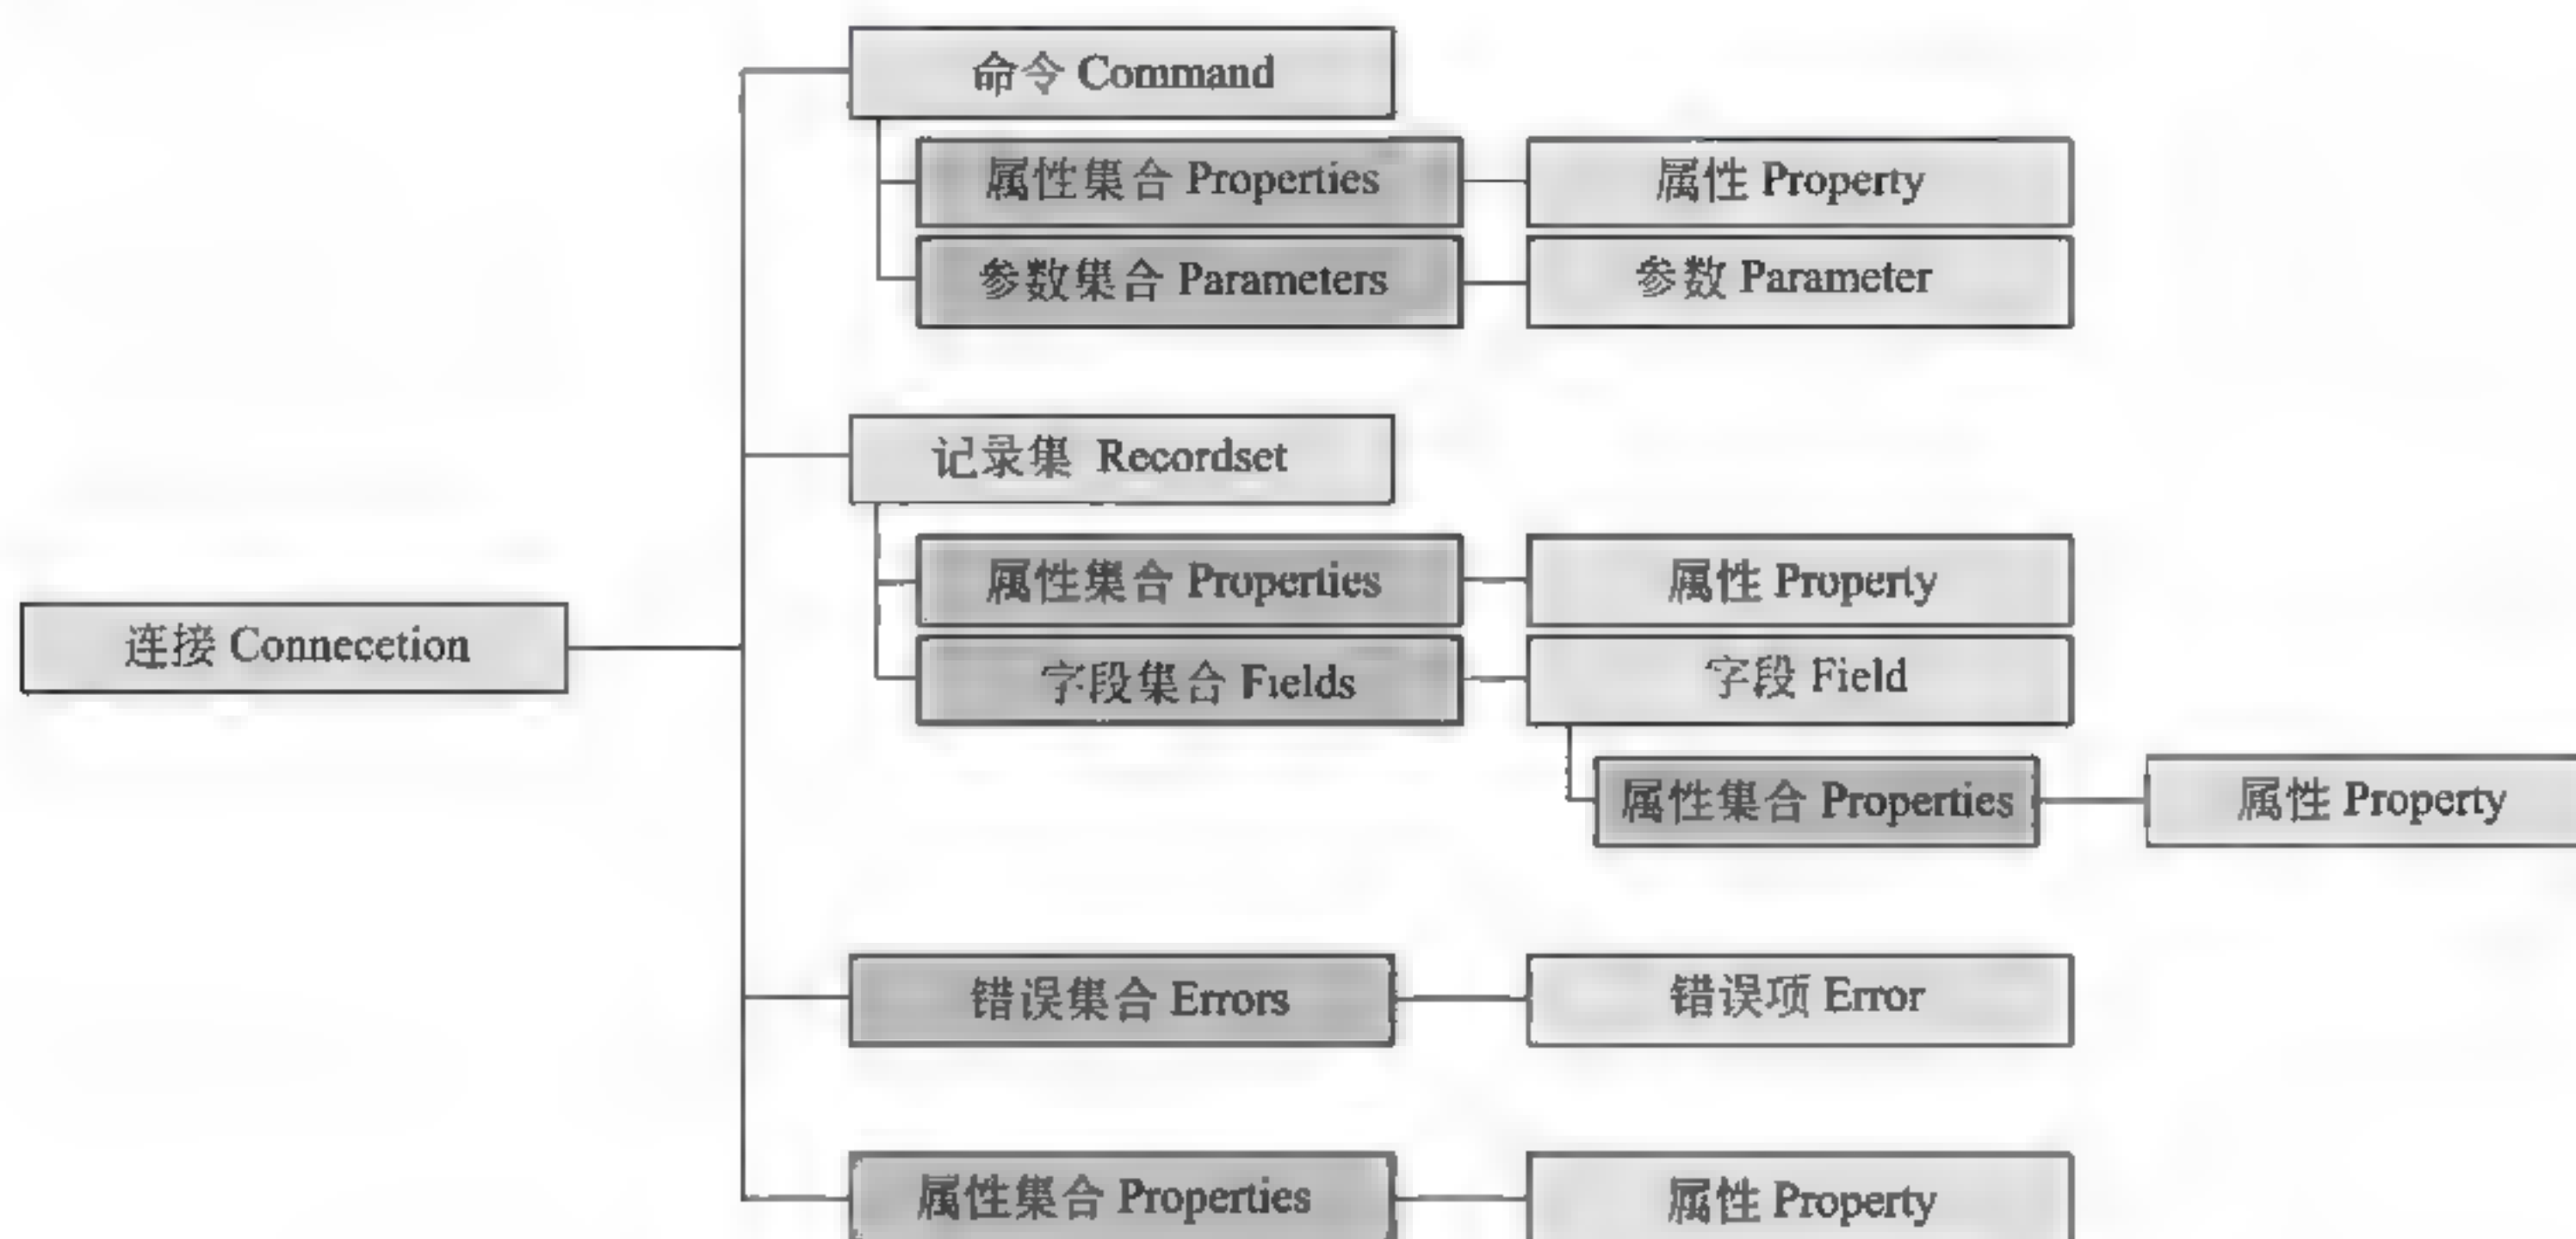 命令 Command
属性集合 Properties
属性 Property
参数集合 Parameters
参数 Parameter
记录集 Recordset
属性集合 Properties
属性 Property
连接 Connecetion
字段集合 Fields
字段 Field
属性集合 Properties
属性 Property
错误集合 Errors
错误项 Error
属性集合 Properties
属性 Property